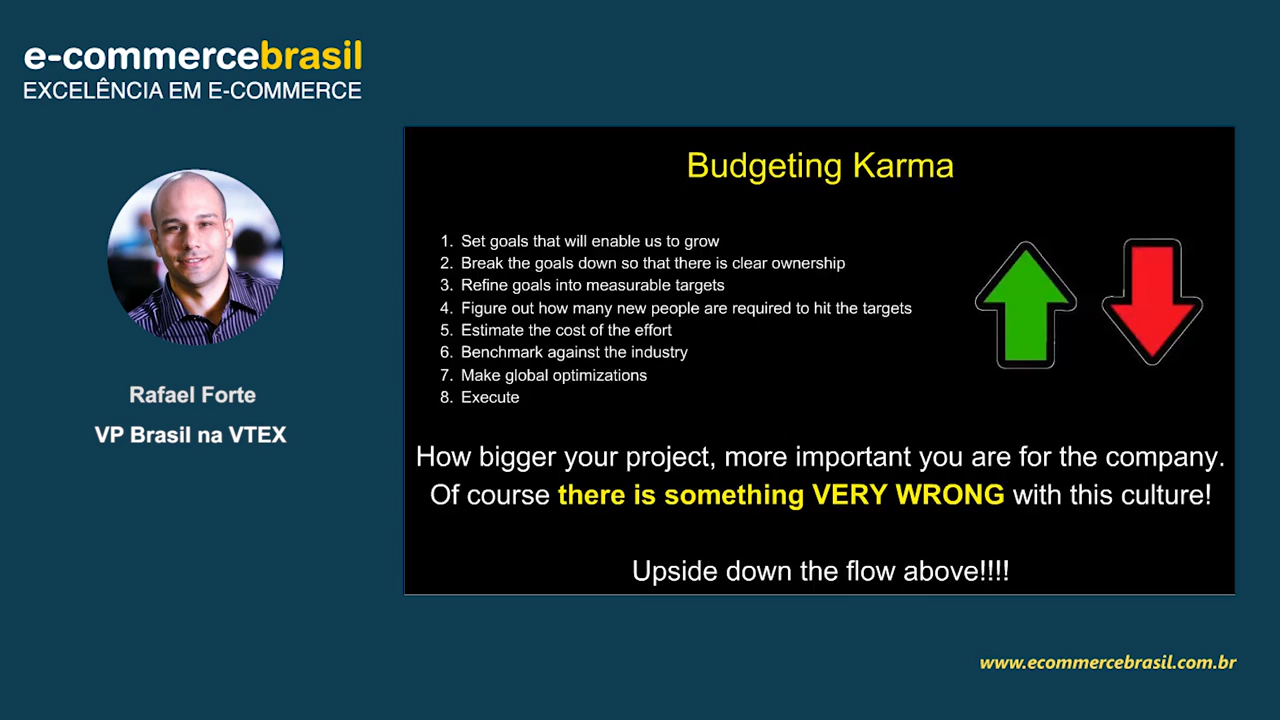 e-commercebrasil
EXCELÊNCIA EM E-COMMERCE
Budgeting Karma
1. Set goals that will enable us to grow
2. Break the goals down so that there is clear ownership
3. Refine goals into measurable targets
4. Figure out how many new people are required to hit the targets
5. Estimate the cost of the effort
6. Benchmark against the industry
7. Make global optimizations
8. Execute
How bigger your project, more important you are for the company.
Of course there is something VERY WRONG with this culture!
Upside down the flow above!!!!
Rafael Forte
VP Brasil na VTEX
www.ecommercebrasil.com.br